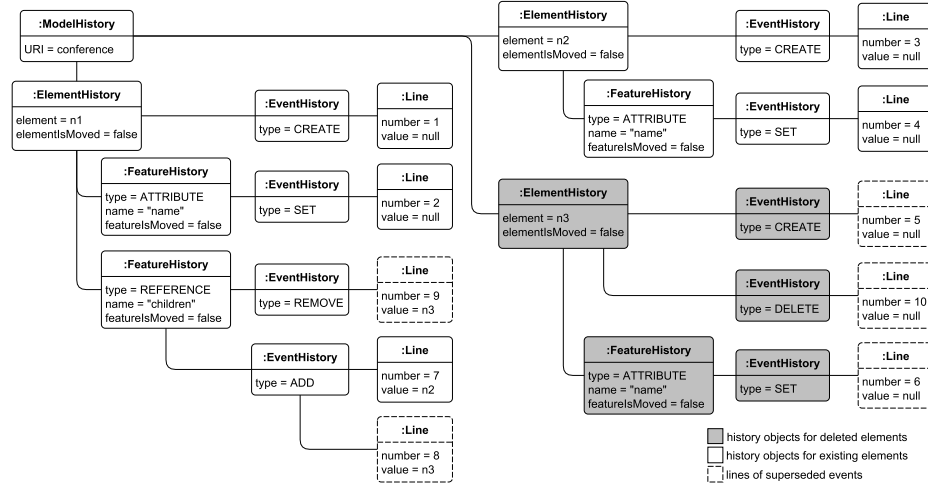 :ModelHistory
URI = conference
:ElementHistory
element = n1
elementIsMoved = false
:EventHistory
type = CREATE
:Line
number = 1
value = null
:FeatureHistory
type = ATTRIBUTE
name = "name"
featureIsMoved = false
:EventHistory
type = SET
:Line
number = 2
value = null
:FeatureHistory
type = REFERENCE
name = "children"
featureIsMoved = false
:EventHistory
type = REMOVE
:Line
number = 9
value = n3
:EventHistory
type = ADD
:Line
number = 7
value = n2
:Line
number = 8
value = n3
:ElementHistory
element = n2
elementIsMoved = false
:EventHistory
type = CREATE
:Line
number = 3
value = null
:FeatureHistory
type = ATTRIBUTE
name = "name"
featureIsMoved = false
:EventHistory
type = SET
:Line
number = 4
value = null
:ElementHistory
element = n3
elementIsMoved = false
:EventHistory
type = CREATE
:Line
number = 5
value = null
:EventHistory
type = DELETE
:Line
number = 10
value = null
:FeatureHistory
type = ATTRIBUTE
name = "name"
featureIsMoved = false
:EventHistory
type = SET
:Line
number = 6
value = null
history objects for deleted elements
history objects for existing elements
lines of superseded events